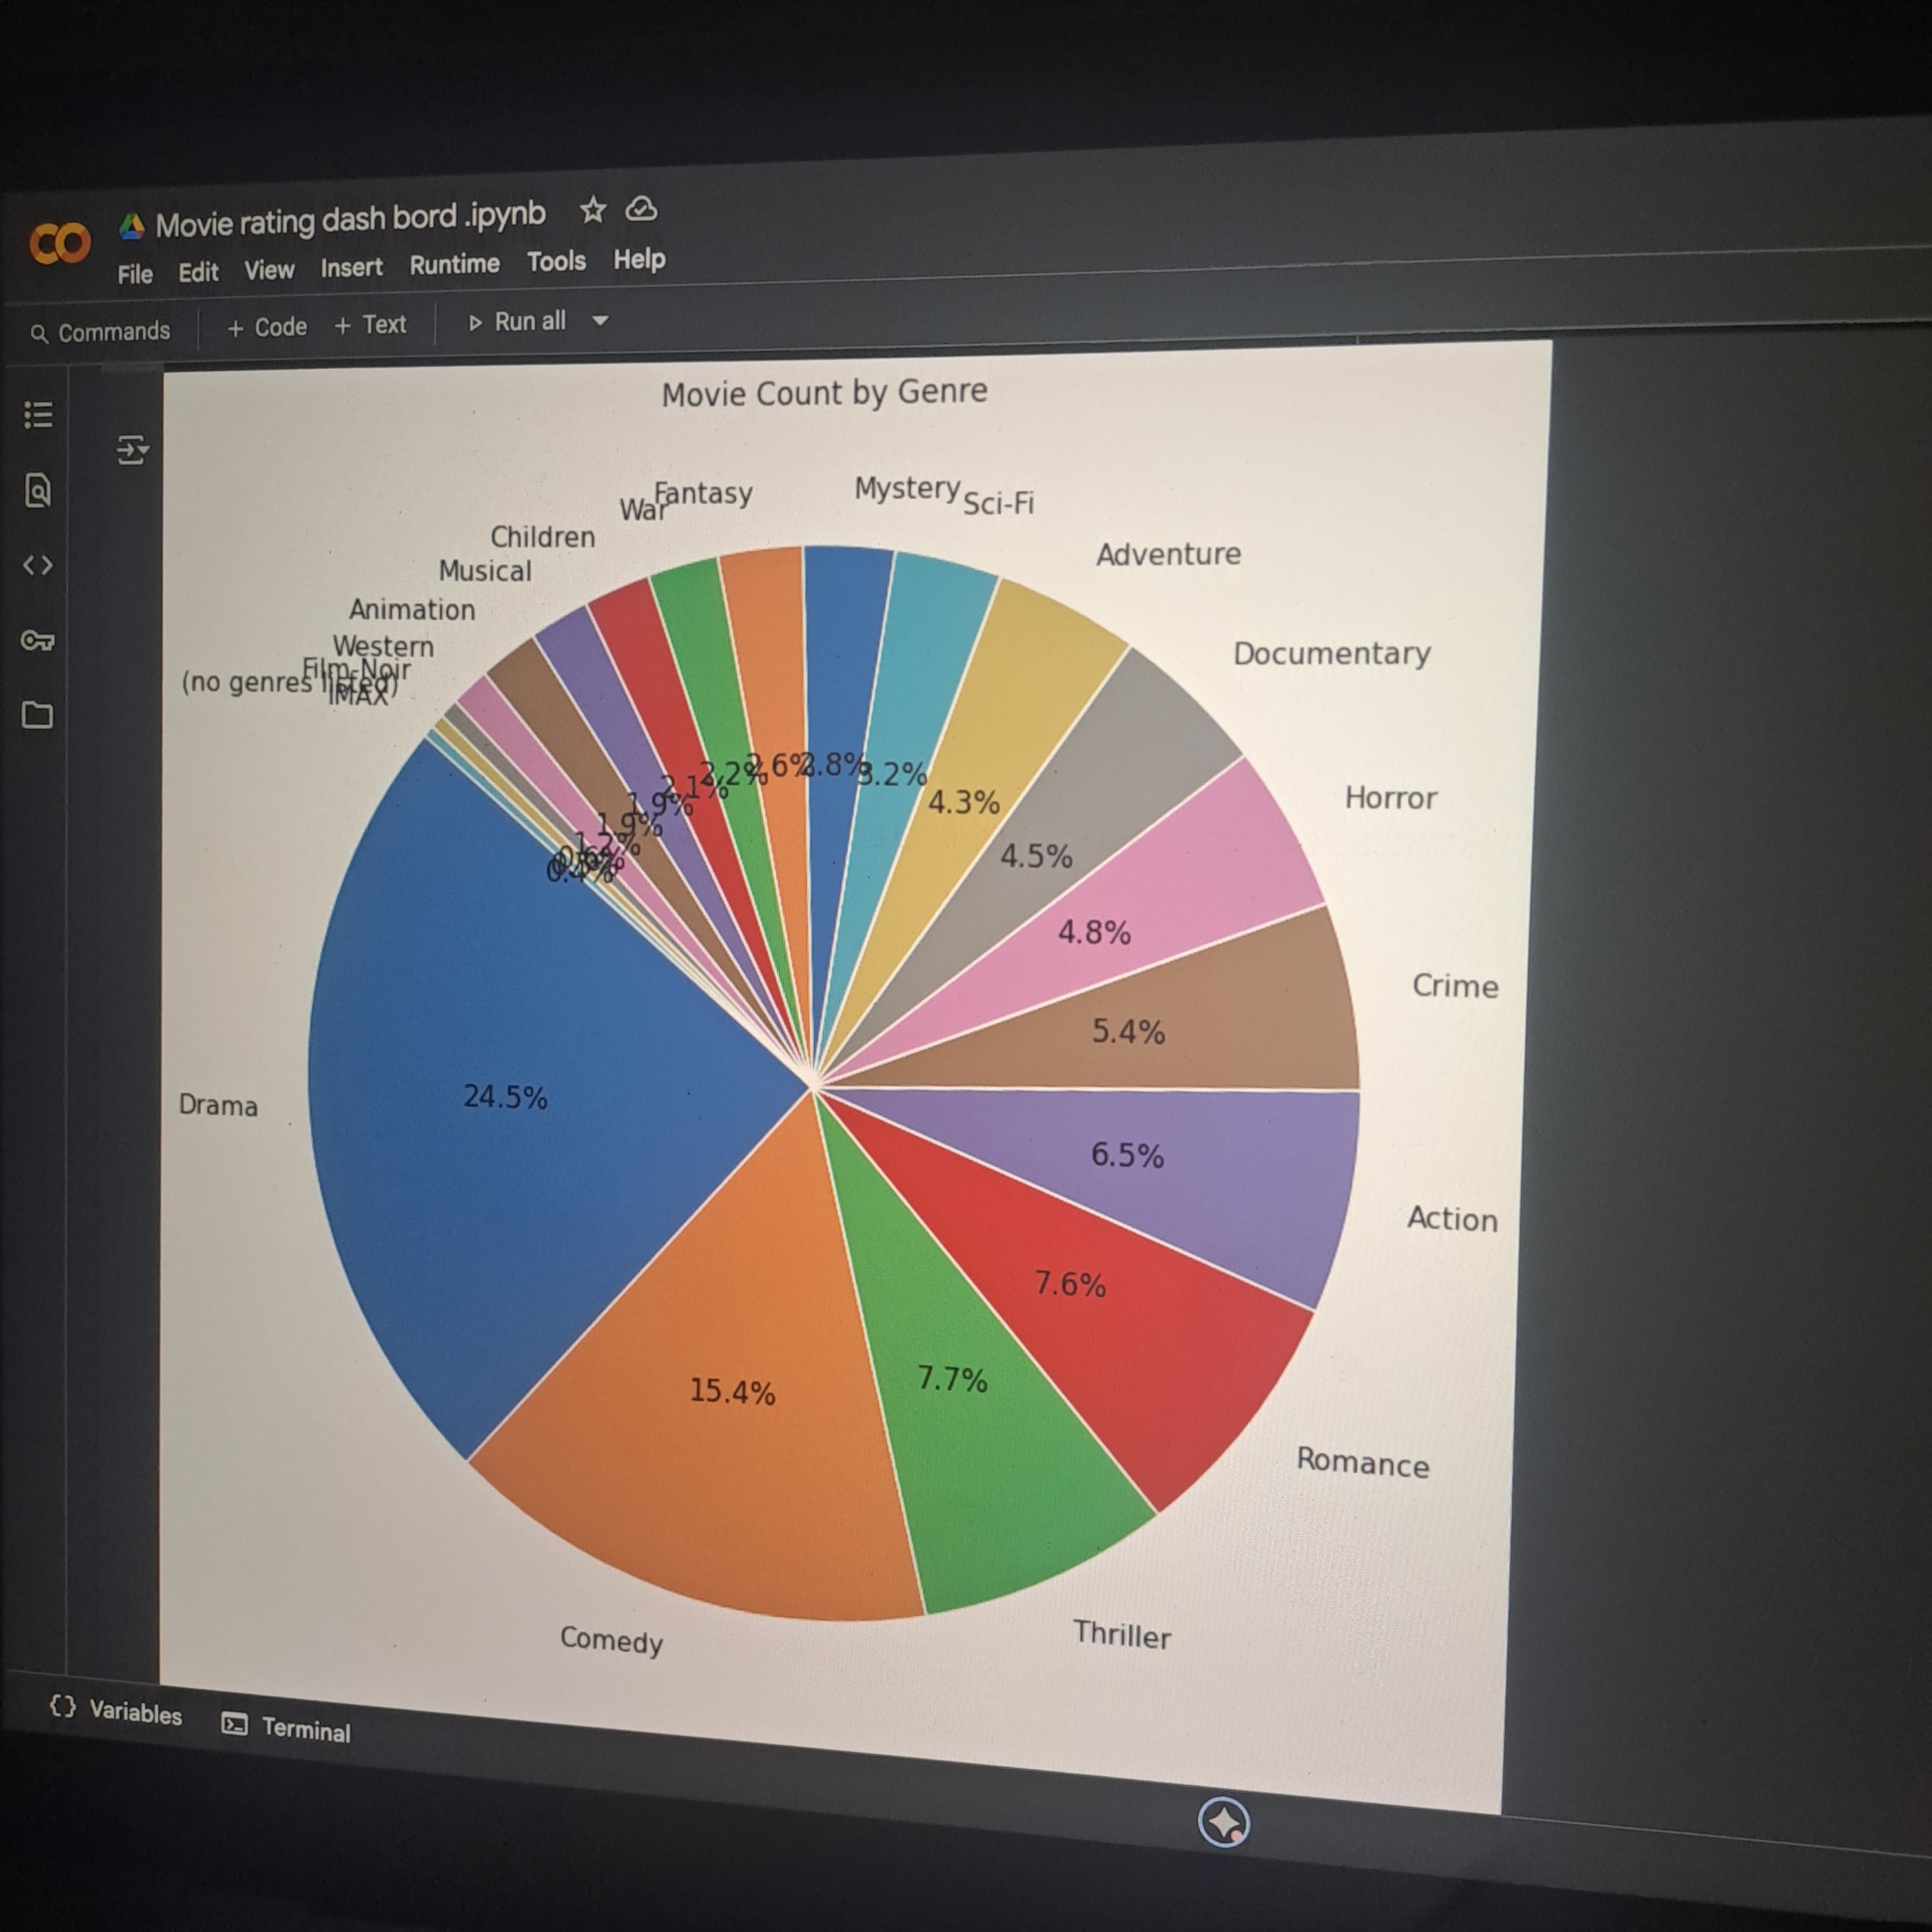 Movie rating dash bord .ipynb
File Edit View Insert Runtime Tools Help
Commands + Code + Text Run all
Movie Count by Genre
Fantasy
War
Mystery
Sci-Fi
Children
Adventure
Musical
Animation
Western
Film-Noir
(no genres listed)
IMAX
Documentary
Horror
Crime
Action
Romance
Thriller
Comedy
Drama
2.6%
2.8%
3.2%
2.2%
2.1%
1.9%
1.9%
1.2%
0.4%
4.3%
4.5%
4.8%
5.4%
24.5%
6.5%
7.6%
7.7%
15.4%
{} Variables Terminal